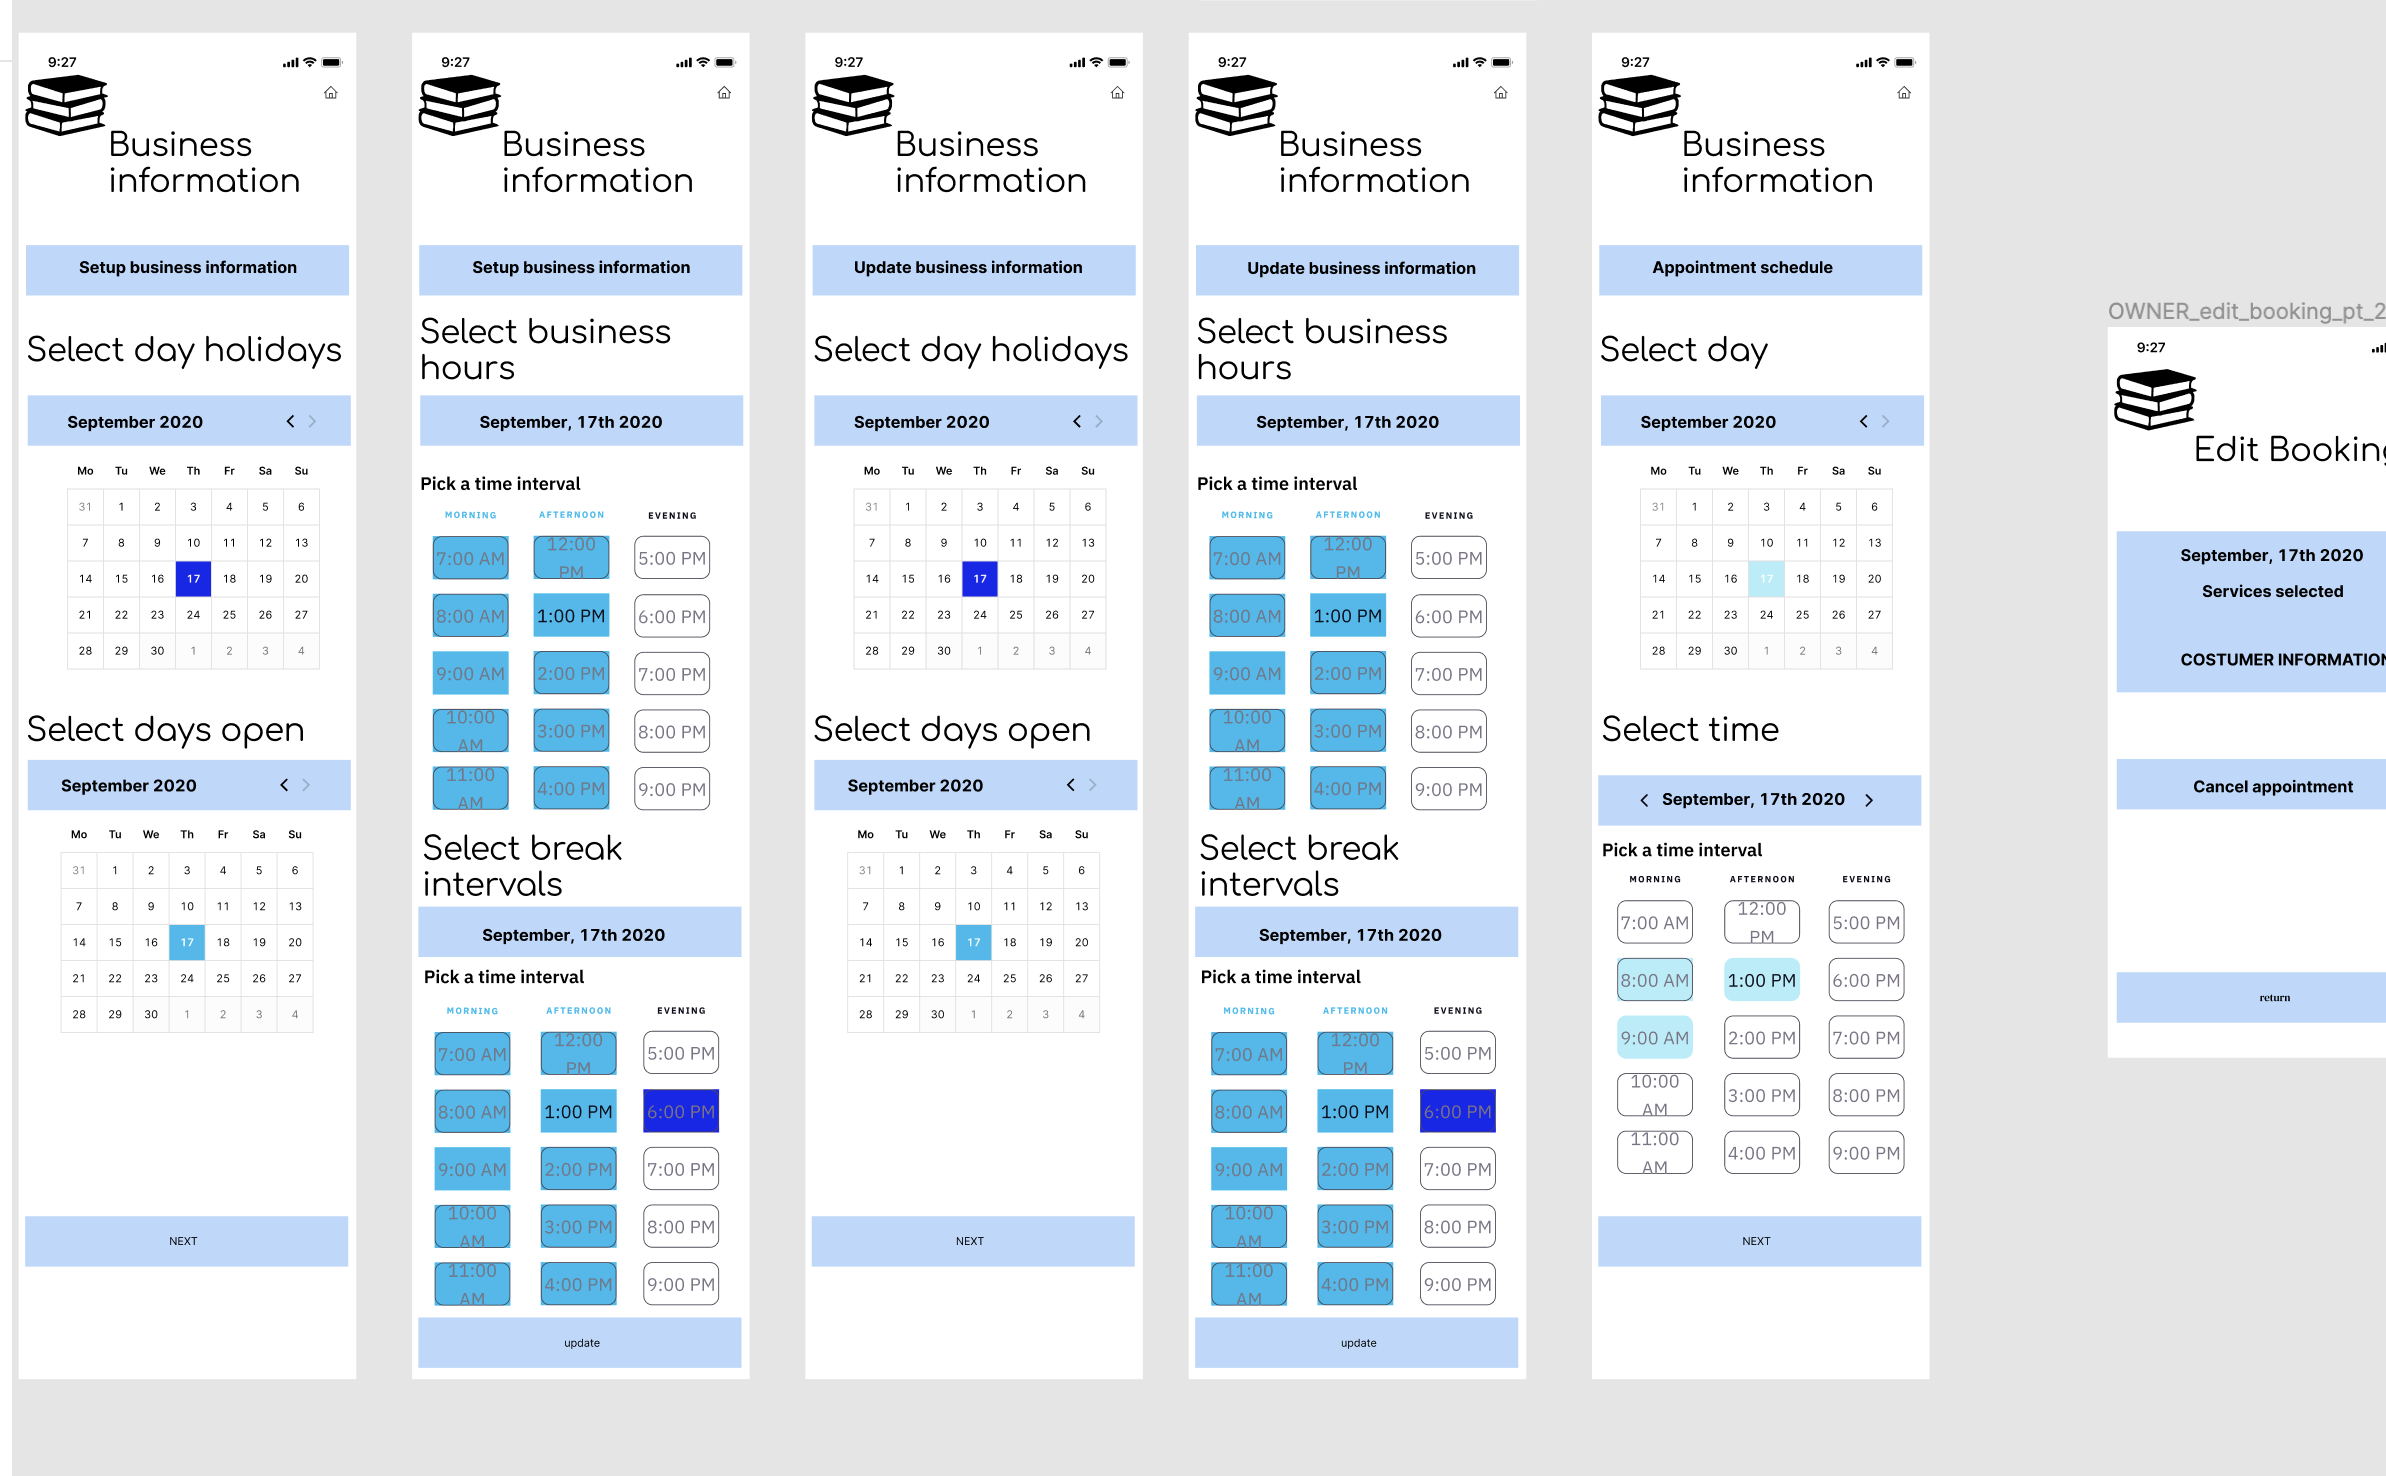 9:27
Business
information
Setup business information
Select day holidays
September 2020
Mo Tu We Th Fr Sa Su
31 1 2 3 4 5 6
7 8 9 10 11 12 13
14 15 16 17 18 19 20
21 22 23 24 25 26 27
28 29 30 1 2 3 4
Select days open
September 2020
Mo Tu We Th Fr Sa Su
31 1 2 3 4 5 6
7 8 9 10 11 12 13
14 15 16 17 18 19 20
21 22 23 24 25 26 27
28 29 30 1 2 3 4
NEXT
9:27
Business
information
Setup business information
Select business
hours
September, 17th 2020
Pick a time interval
MORNING AFTERNOON EVENING
7:00 AM 12:00 PM 5:00 PM
8:00 AM 1:00 PM 6:00 PM
9:00 AM 2:00 PM 7:00 PM
10:00 AM 3:00 PM 8:00 PM
11:00 AM 4:00 PM 9:00 PM
Select break
intervals
September, 17th 2020
Pick a time interval
MORNING AFTERNOON EVENING
7:00 AM 12:00 PM 5:00 PM
8:00 AM 1:00 PM 6:00 PM
9:00 AM 2:00 PM 7:00 PM
10:00 AM 3:00 PM 8:00 PM
11:00 AM 4:00 PM 9:00 PM
update
9:27
Business
information
Update business information
Select day holidays
September 2020
Mo Tu We Th Fr Sa Su
31 1 2 3 4 5 6
7 8 9 10 11 12 13
14 15 16 17 18 19 20
21 22 23 24 25 26 27
28 29 30 1 2 3 4
Select days open
September 2020
Mo Tu We Th Fr Sa Su
31 1 2 3 4 5 6
7 8 9 10 11 12 13
14 15 16 17 18 19 20
21 22 23 24 25 26 27
28 29 30 1 2 3 4
NEXT
9:27
Business
information
Update business information
Select business
hours
September, 17th 2020
Pick a time interval
MORNING AFTERNOON EVENING
7:00 AM 12:00 PM 5:00 PM
8:00 AM 1:00 PM 6:00 PM
9:00 AM 2:00 PM 7:00 PM
10:00 AM 3:00 PM 8:00 PM
11:00 AM 4:00 PM 9:00 PM
Select break
intervals
September, 17th 2020
Pick a time interval
MORNING AFTERNOON EVENING
7:00 AM 12:00 PM 5:00 PM
8:00 AM 1:00 PM 6:00 PM
9:00 AM 2:00 PM 7:00 PM
10:00 AM 3:00 PM 8:00 PM
11:00 AM 4:00 PM 9:00 PM
update
9:27
Business
information
Appointment schedule
Select day
September 2020
Mo Tu We Th Fr Sa Su
31 1 2 3 4 5 6
7 8 9 10 11 12 13
14 15 16 17 18 19 20
21 22 23 24 25 26 27
28 29 30 1 2 3 4
Select time
September, 17th 2020
Pick a time interval
MORNING AFTERNOON EVENING
7:00 AM 12:00 PM 5:00 PM
8:00 AM 1:00 PM 6:00 PM
9:00 AM 2:00 PM 7:00 PM
10:00 AM 3:00 PM 8:00 PM
11:00 AM 4:00 PM 9:00 PM
NEXT
OWNER_edit_booking_pt_2
9:27
Edit Booking
September, 17th 2020
Services selected
COSTUMER INFORMATION
Cancel appointment
return